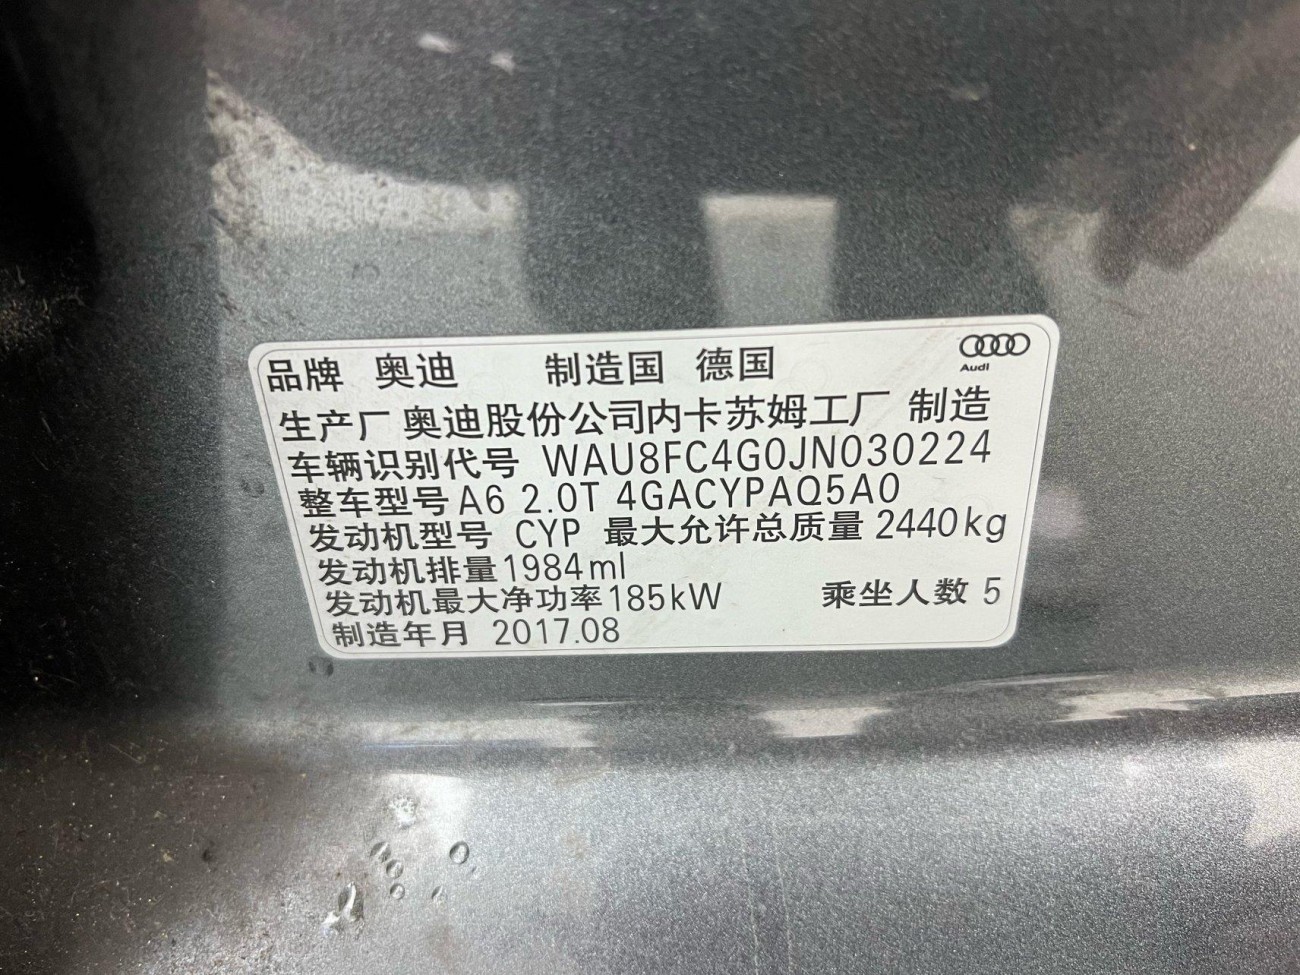 品牌 奥迪 制造国 德国
Audi
生产厂 奥迪股份公司内卡苏姆工厂 制造
车辆识别代号 WAU8FC4G0JN030224
整车型号 A6 2.0T 4GACYPAQ5A0
发动机型号 CYP 最大允许总质量 2440kg
发动机排量 1984ml
发动机最大净功率 185kW 乘坐人数 5
制造年月 2017.08